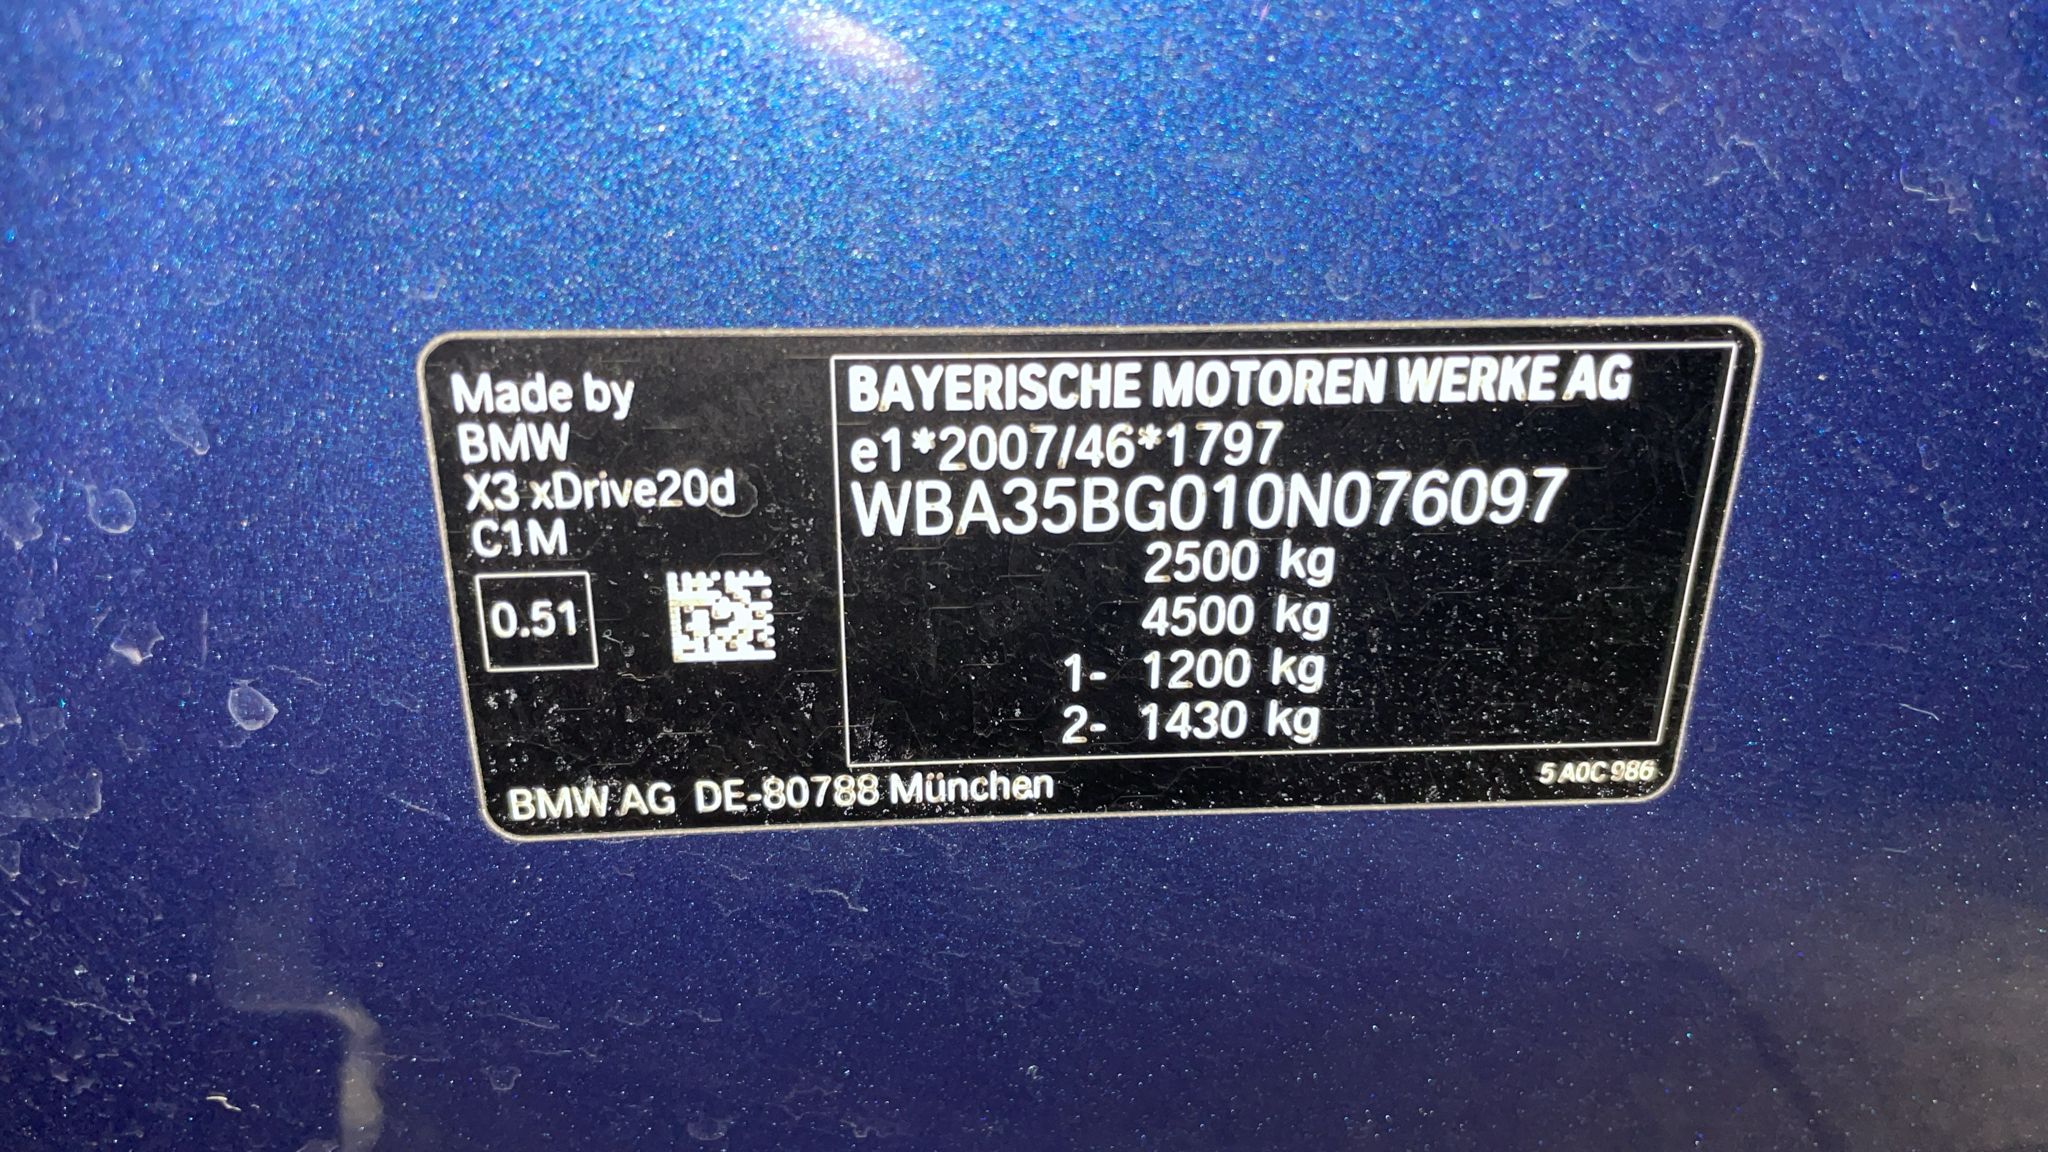 Made by
BMW
X3 xDrive20d
C1M
0.51
BAYERISCHE MOTOREN WERKE AG
e1*2007/46*1797
WBA35BG010N076097
2500 kg
4500 kg
1- 1200 kg
2- 1430 kg
BMW AG DE-80788 München
5 A0C 986